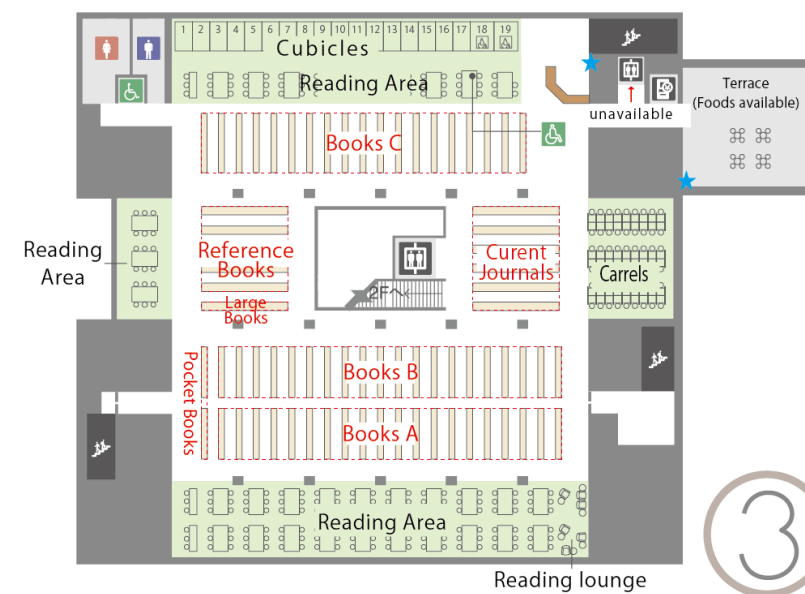 1 2 3 4 5 6 7 8 9 10 11 12 13 14 15 16 17 18 19
Cubicles
Reading Area
Terrace
(Foods available)
unavailable
Books C
Reading
Area
Reference
Books
Large
Books
Curent
Journals
Carrels
2F
Pocket Books
Books B
Books A
Reading Area
Reading lounge
3